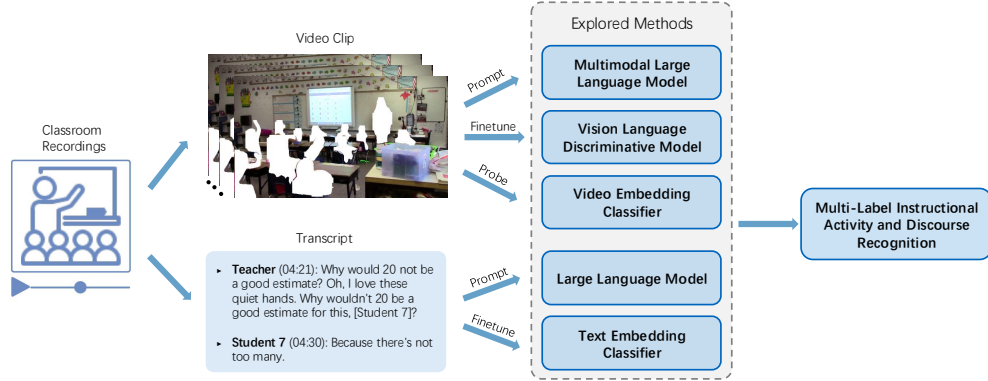 Classroom
Recordings
Video Clip
Transcript
▸ Teacher (04:21): Why would 20 not be
a good estimate? Oh, I love these
quiet hands. Why wouldn't 20 be a
good estimate for this, [Student 7]?
▸ Student 7 (04:30): Because there's not
too many.
Prompt
Finetune
Probe
Prompt
Finetune
Explored Methods
Multimodal Large
Language Model
Vision Language
Discriminative Model
Video Embedding
Classifier
Large Language Model
Text Embedding
Classifier
Multi-Label Instructional
Activity and Discourse
Recognition